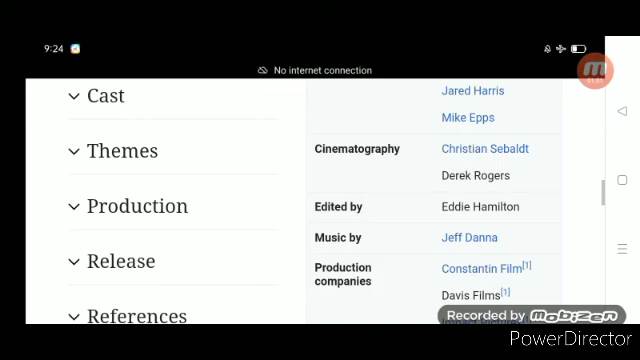 9:24
No internet connection
Cast
Themes
Production
Release
References
Jared Harris
Mike Epps
Cinematography
Christian Sebaldt
Derek Rogers
Edited by
Eddie Hamilton
Music by
Jeff Danna
Production companies
Constantin Film[1]
Davis Films[1]
Recorded by Mobizen
PowerDirector